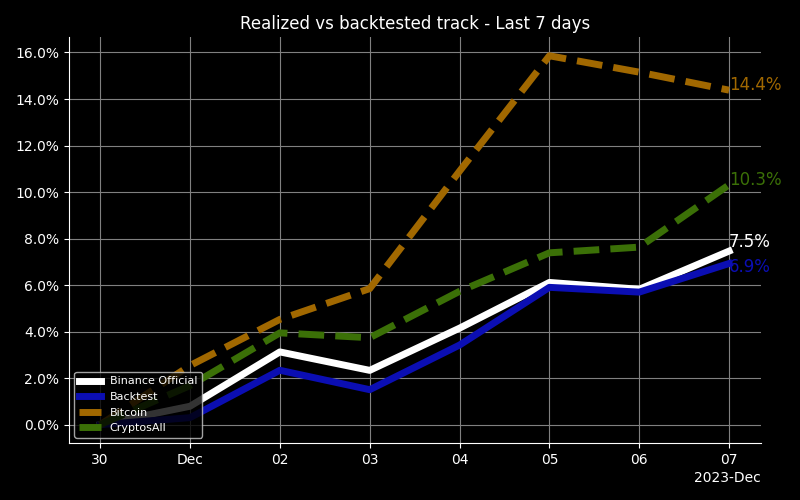 Realized vs backtested track - Last 7 days
16.0%
14.0%
12.0%
10.0%
8.0%
6.0%
4.0%
2.0%
0.0%
14.4%
10.3%
7.5%
6.9%
Binance Official
Backtest
Bitcoin
CryptosAll
30 Dec 02 03 04 05 06 07
2023-Dec